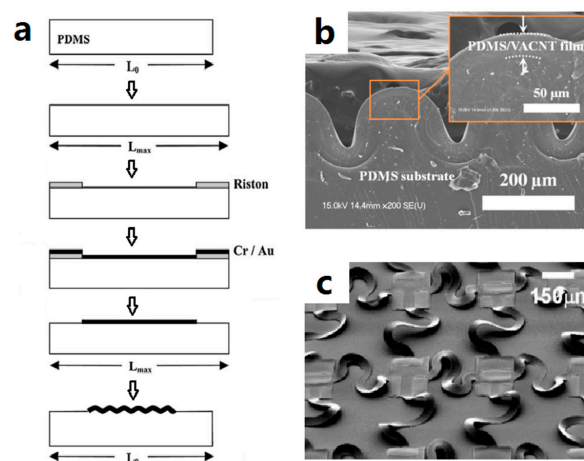 a
PDMS
L₀
Lmax
Riston
Cr / Au
Lmax
L₀
b
PDMS/VACNT film
50 μm
PDMS substrate
200 μm
15.0kV 14.4mm x200 SE(U)
c
150μm